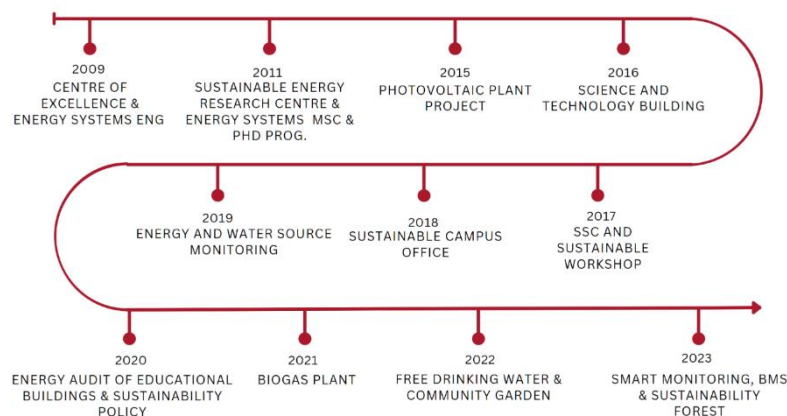 2009
CENTRE OF
EXCELLENCE &
ENERGY SYSTEMS ENG
2011
SUSTAINABLE ENERGY
RESEARCH CENTRE &
ENERGY SYSTEMS MSC &
PHD PROG.
2015
PHOTOVOLTAIC PLANT
PROJECT
2016
SCIENCE AND
TECHNOLOGY BUILDING
2019
ENERGY AND WATER SOURCE
MONITORING
2018
SUSTAINABLE CAMPUS
OFFICE
2017
SSC AND
SUSTAINABLE
WORKSHOP
2020
ENERGY AUDIT OF EDUCATIONAL
BUILDINGS & SUSTAINABILITY
POLICY
2021
BIOGAS PLANT
2022
FREE DRINKING WATER &
COMMUNITY GARDEN
2023
SMART MONITORING, BMS
& SUSTAINABILITY
FOREST